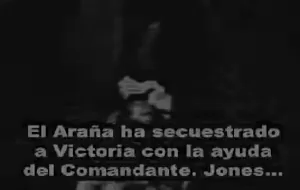 El Araña ha secuestrado
a Victoria con la ayuda
del Comandante. Jones...